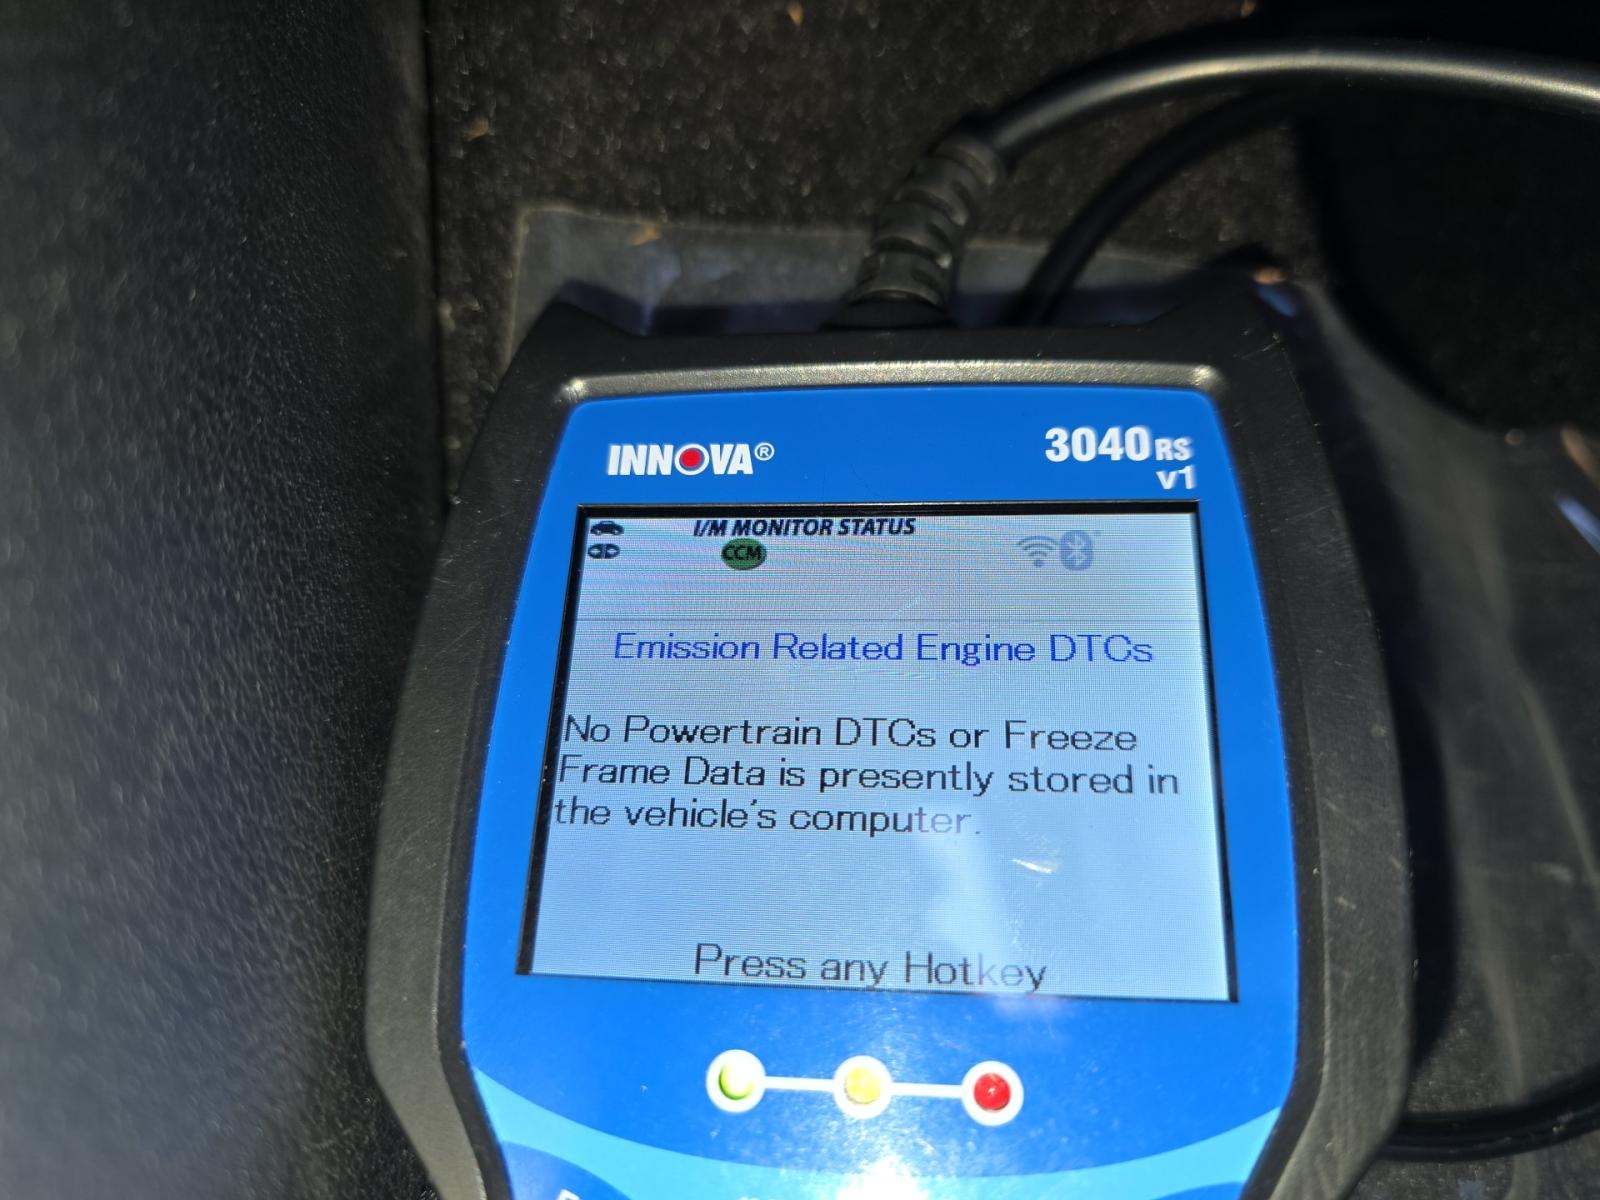 INNOVA®
3040RS
v1
I/M MONITOR STATUS
CCM
Emission Related Engine DTCs
No Powertrain DTCs or Freeze
Frame Data is presently stored in
the vehicle's computer.
Press any Hotkey